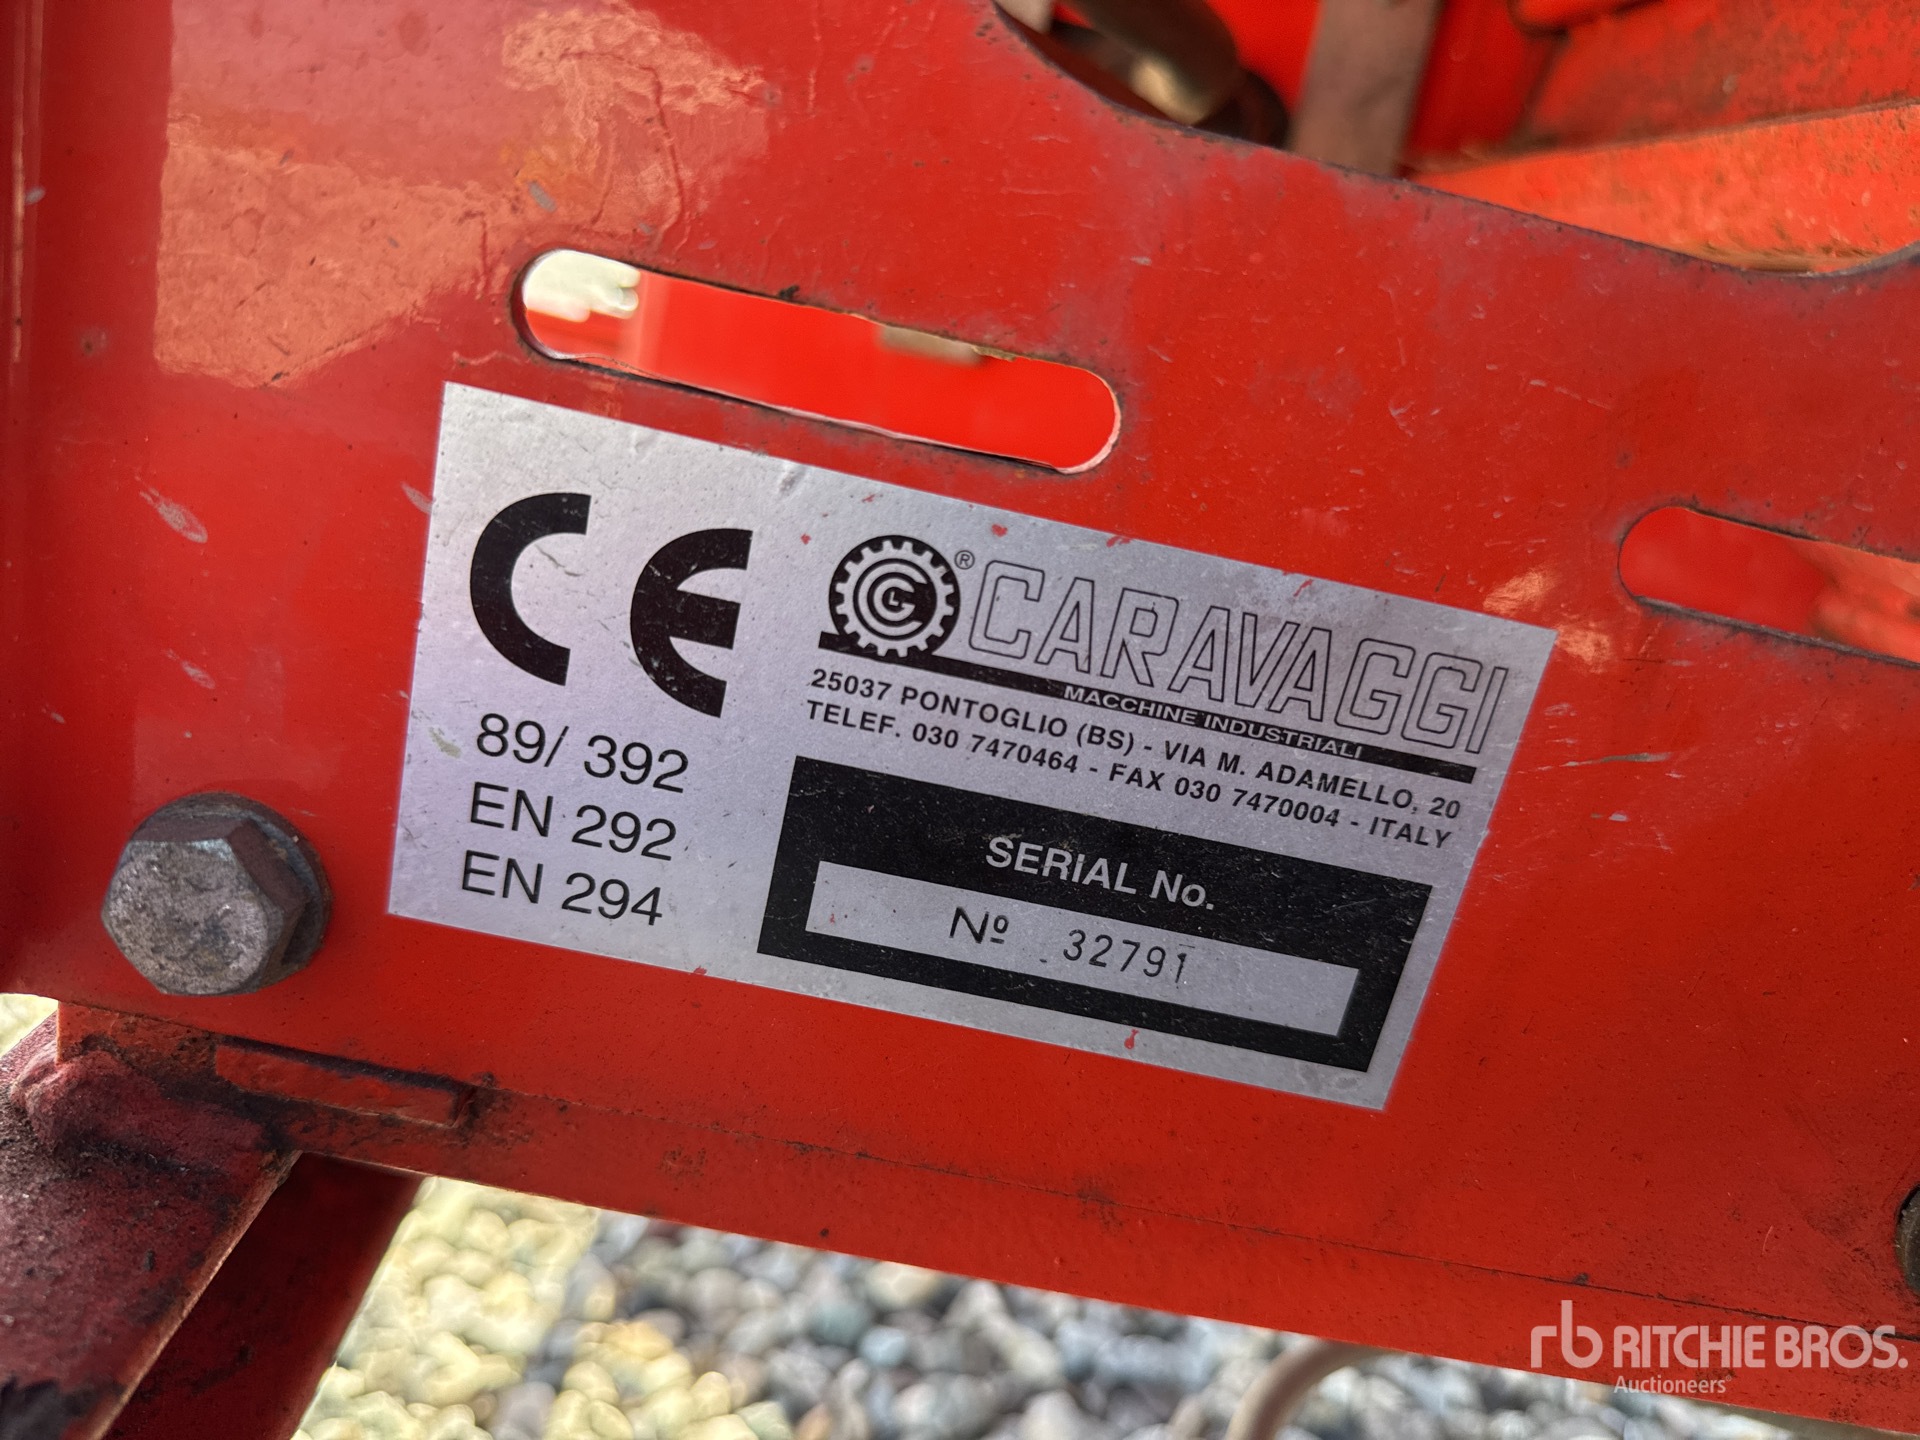 CE
89/ 392
EN 292
EN 294
® CARAVAGGI
MACCHINE INDUSTRIALI
25037 PONTOGLIO (BS) - VIA M. ADAMELLO, 20
TELEF. 030 7470464 - FAX 030 7470004 - ITALY
SERIAL No.
Nº 32791
rb RITCHIE BROS.
Auctioneers